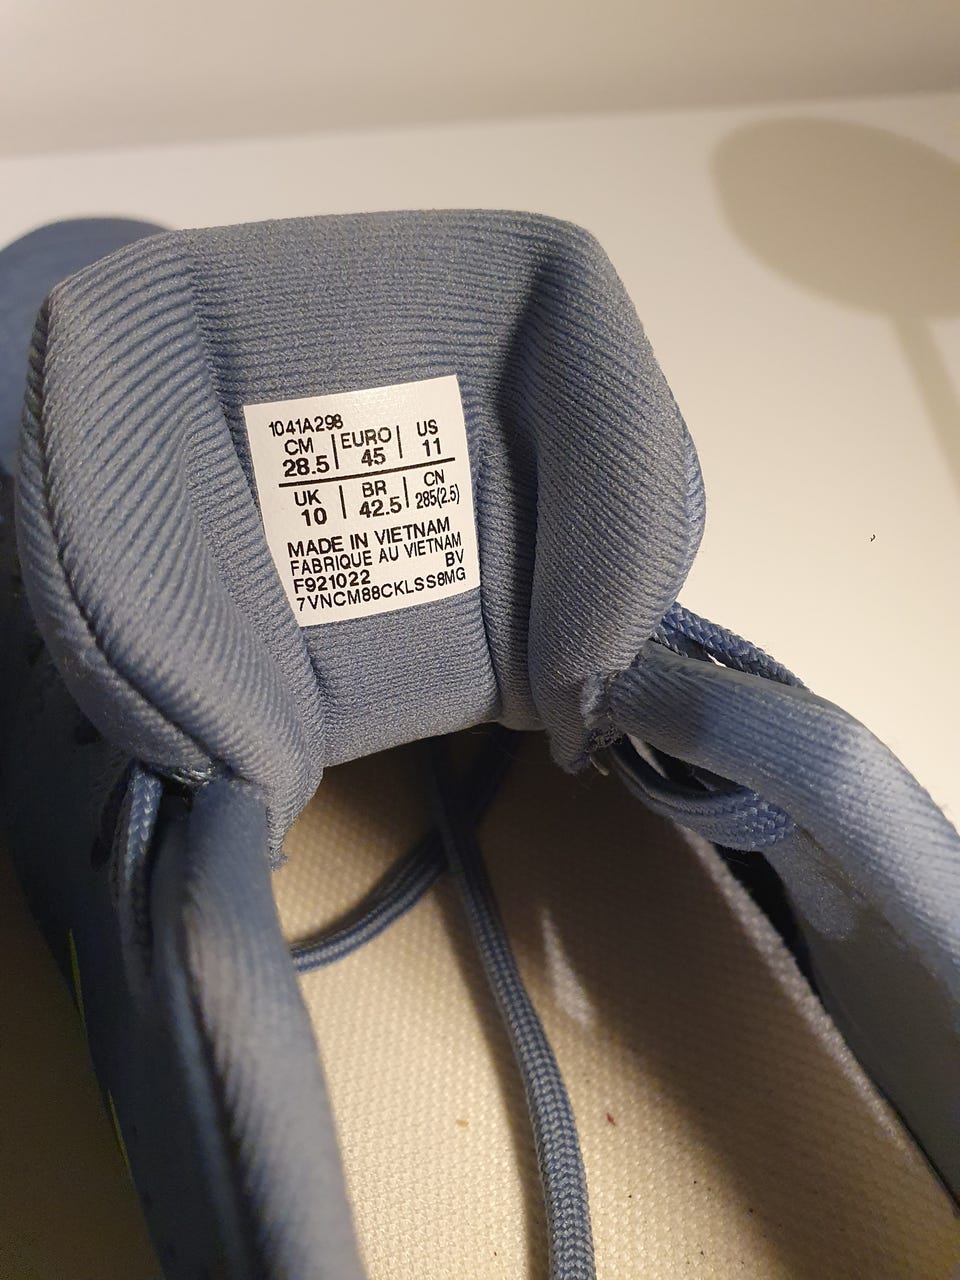 1041A298
CM | EURO | US
28.5 | 45 | 11
UK | BR | CN
10 | 42.5 | 285(2.5)
MADE IN VIETNAM
FABRIQUE AU VIETNAM
F921022 BV
7VNCM88CKLSS8MG